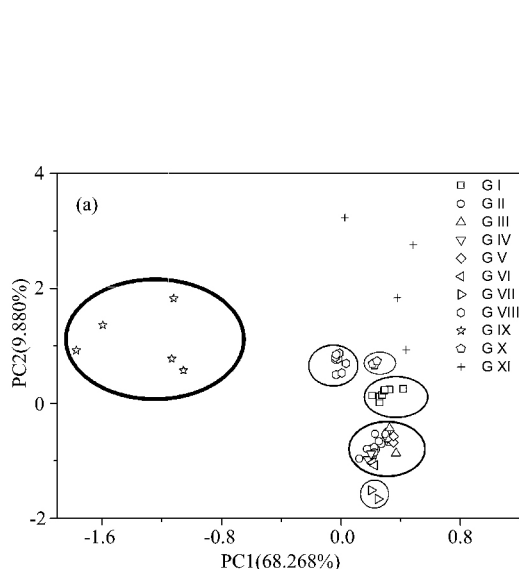 4
(a)
G I
G II
G III
G IV
G V
G VI
G VII
G VIII
G IX
G X
G XI
2
PC2(9.880%)
0
-2
-1.6 -0.8 0.0 0.8
PC1(68.268%)